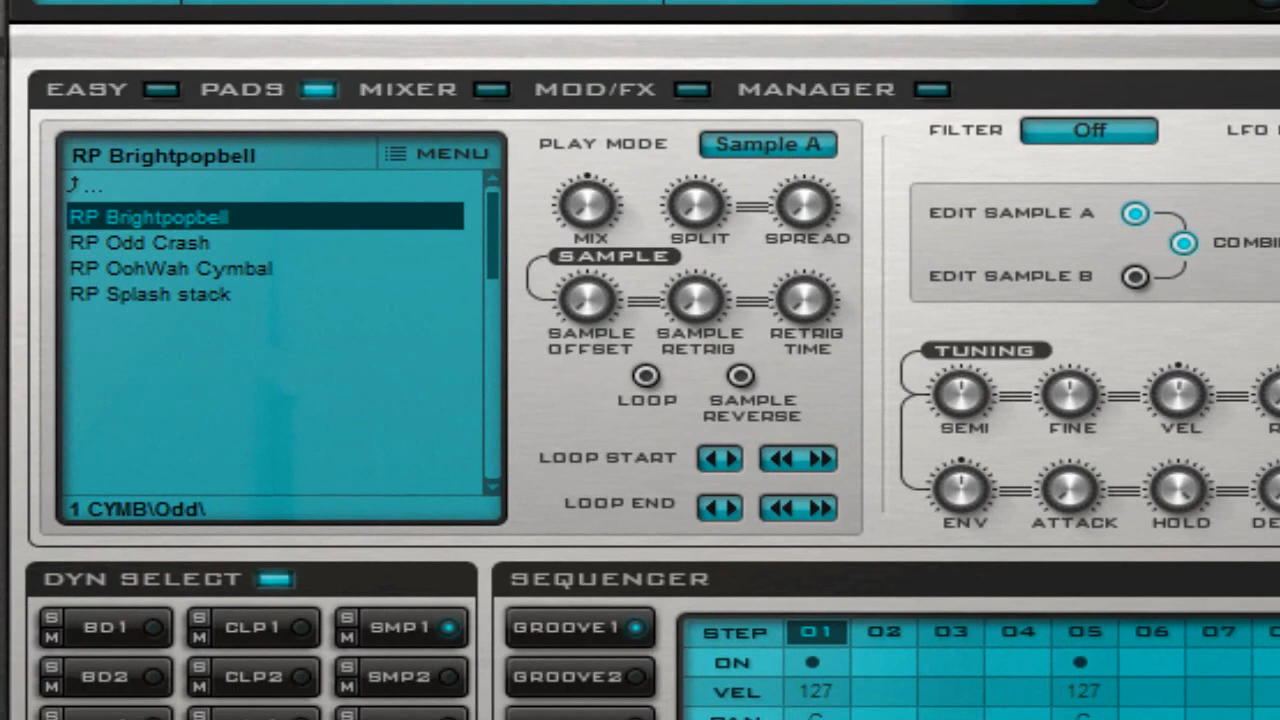 EASY PADS MIXER MOD/FX MANAGER
RP Brightpopbell MENU
...
RP Brightpopbell
RP Odd Crash
RP OohWah Cymbal
RP Splash stack
1 CYMB\Odd\
PLAY MODE Sample A
MIX SPLIT SPREAD
SAMPLE
SAMPLE OFFSET SAMPLE RETRIG RETRIG TIME
LOOP SAMPLE REVERSE
LOOP START
LOOP END
FILTER Off LFO
EDIT SAMPLE A
EDIT SAMPLE B
TUNING
SEMI FINE VEL
ENV ATTACK HOLD
DYN SELECT
S M BD1 S M CLP1 S M SMP1
S M BD2 S M CLP2 S M SMP2
SEQUENCER
GROOVE1
GROOVE2
STEP 01 02 03 04 05 06 07
ON
VEL 127 127